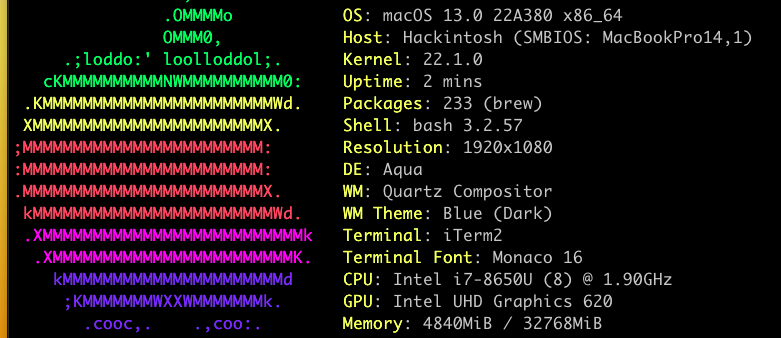 .OMMMMo OS: macOS 13.0 22A380 x86_64
OMMM0, Host: Hackintosh (SMBIOS: MacBookPro14,1)
.;loddo:' loolloddol;. Kernel: 22.1.0
cKMMMMMMMMMMNWMMMMMMMMMM0: Uptime: 2 mins
.KMMMMMMMMMMMMMMMMMMMMMMMWd. Packages: 233 (brew)
XMMMMMMMMMMMMMMMMMMMMMMMX. Shell: bash 3.2.57
;MMMMMMMMMMMMMMMMMMMMMMMM: Resolution: 1920x1080
:MMMMMMMMMMMMMMMMMMMMMMMM: DE: Aqua
.MMMMMMMMMMMMMMMMMMMMMMMMX. WM: Quartz Compositor
kMMMMMMMMMMMMMMMMMMMMMMMMWd. WM Theme: Blue (Dark)
.XMMMMMMMMMMMMMMMMMMMMMMMMMMk Terminal: iTerm2
.XMMMMMMMMMMMMMMMMMMMMMMMMK. Terminal Font: Monaco 16
kMMMMMMMMMMMMMMMMMMMMMMd CPU: Intel i7-8650U (8) @ 1.90GHz
;KMMMMMMMWXXWMMMMMMMk. GPU: Intel UHD Graphics 620
.cooc,. .,coo:. Memory: 4840MiB / 32768MiB